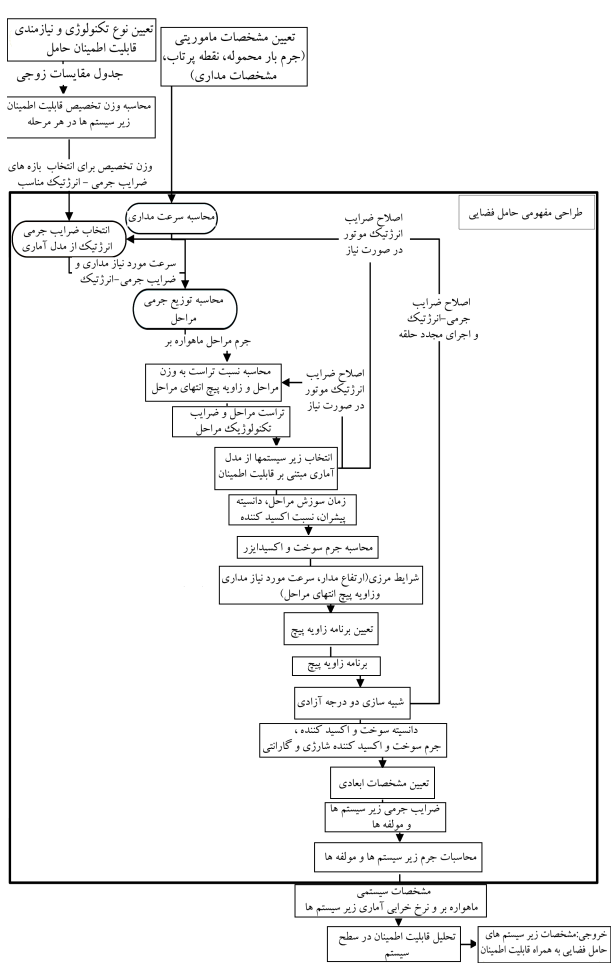 تعیین نوع تکنولوژی و نیازمندی
قابلیت اطمینان حامل
جدول مقایسات زوجی
محاسبه وزن تخصیص قابلیت اطمینان
زیر سیستم ها در هر مرحله
وزن تخصیص برای انتخاب بازه های
ضرایب جرمی – انرژتیک مناسب
تعیین مشخصات ماموریتی
(جرم بار محموله، نقطه پرتاب،
مشخصات مداری)
طراحی مفهومی حامل فضایی
محاسبه سرعت مداری
انتخاب ضرایب جرمی
انرژتیک از مدل آماری
سرعت مورد نیاز مداری و
ضرایب جرمی-انرژتیک
اصلاح ضرایب
انرژتیک موتور
در صورت نیاز
اصلاح ضرایب
جرمی-انرژتیک
و اجرای مجدد حلقه
محاسبه توزیع جرمی
مراحل
جرم مراحل ماهواره بر
محاسبه نسبت تراست به وزن
مراحل و زاویه پیچ انتهای مراحل
اصلاح ضرایب
انرژتیک موتور
در صورت نیاز
تراست مراحل و ضرایب
تکنولوژیک مراحل
انتخاب زیر سیستمها از مدل
آماری مبتنی بر قابلیت اطمینان
زمان سوزش مراحل، دانسیته
پیشران، نسبت اکسید کننده
محاسبه جرم سوخت و اکسیدایزر
شرایط مرزی(ارتفاع مدار، سرعت مورد نیاز مداری
وزاویه پیچ انتهای مراحل)
تعیین برنامه زاویه پیچ
برنامه زاویه پیچ
شبیه سازی دو درجه آزادی
دانسیته سوخت و اکسید کننده ،
جرم سوخت و اکسید کننده شارژی و گارانتی
تعیین مشخصات ابعادی
ضرایب جرمی زیر سیستم ها
و مولفه ها
محاسبات جرم زیر سیستم ها و مولفه ها
مشخصات سیستمی
ماهواره بر و نرخ خرابی آماری زیر سیستم ها
تحلیل قابلیت اطمینان در سطح
سیستم
خروجی:مشخصات زیر سیستم های
حامل فضایی به همراه قابلیت اطمینان